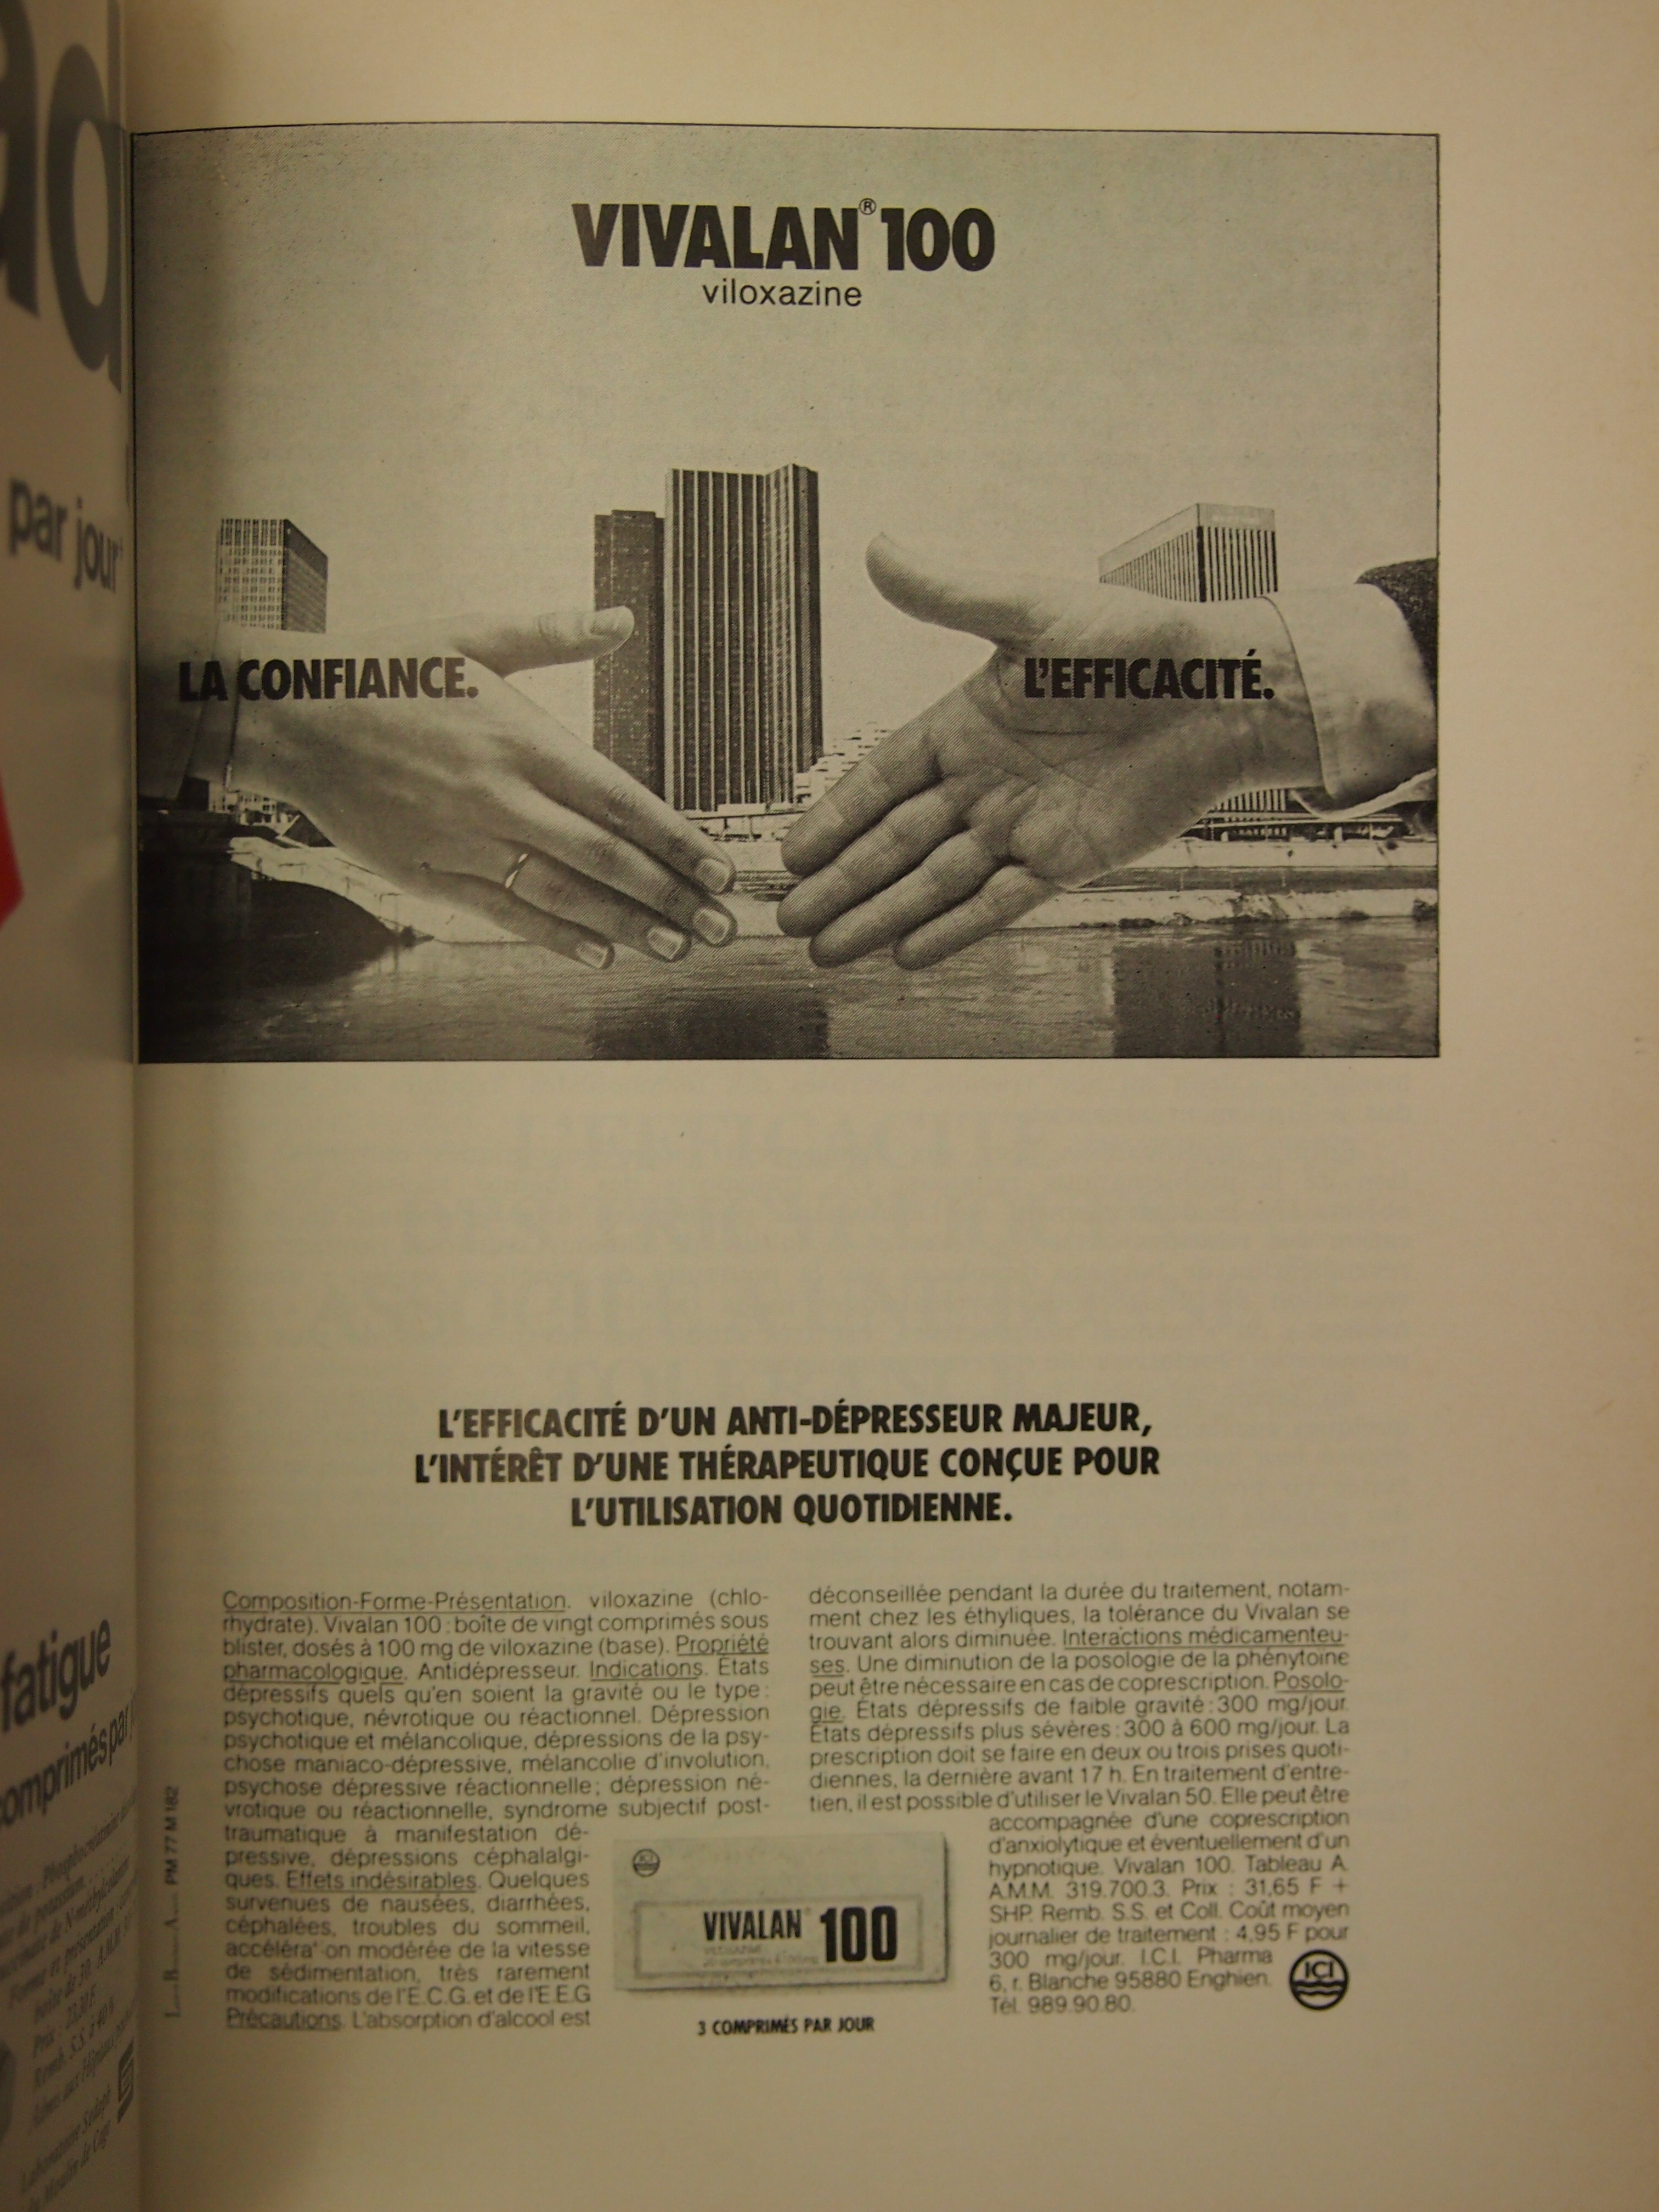 par jour
fatigue
comprimés par
VIVALAN® 100
viloxazine
LA CONFIANCE.
L'EFFICACITÉ.
L'EFFICACITÉ D'UN ANTI-DÉPRESSEUR MAJEUR,
L'INTÉRÊT D'UNE THÉRAPEUTIQUE CONÇUE POUR
L'UTILISATION QUOTIDIENNE.
Composition-Forme-Présentation. viloxazine (chlo-
rhydrate). Vivalan 100 : boîte de vingt comprimés sous
blister, dosés à 100 mg de viloxazine (base). Propriété
pharmacologique. Antidépresseur. Indications. États
dépressifs quels qu'en soient la gravité ou le type :
psychotique, névrotique ou réactionnel. Dépression
psychotique et mélancolique, dépressions de la psy-
chose maniaco-dépressive, mélancolie d'involution,
psychose dépressive réactionnelle ; dépression né-
vrotique ou réactionnelle, syndrome subjectif post-
traumatique à manifestation dé-
pressive, dépressions céphalalgi-
ques. Effets indésirables. Quelques
survenues de nausées, diarrhées,
céphalées, troubles du sommeil,
accéléra' on modérée de la vitesse
de sédimentation, très rarement
modifications de l'E.C.G. et de l'E.E.G
Précautions. L'absorption d'alcool est
déconseillée pendant la durée du traitement, notam-
ment chez les éthyliques, la tolérance du Vivalan se
trouvant alors diminuée. Interactions médicamenteu-
ses. Une diminution de la posologie de la phénytoïne
peut être nécessaire en cas de coprescription. Posolo-
gie. États dépressifs de faible gravité : 300 mg/jour.
États dépressifs plus sévères : 300 à 600 mg/jour. La
prescription doit se faire en deux ou trois prises quoti-
diennes, la dernière avant 17 h. En traitement d'entre-
tien, il est possible d'utiliser le Vivalan 50. Elle peut être
accompagnée d'une coprescription
d'anxiolytique et éventuellement d'un
hypnotique. Vivalan 100. Tableau A.
A.M.M. 319.700.3. Prix : 31,65 F +
SHP. Remb. S.S. et Coll. Coût moyen
journalier de traitement : 4,95 F pour
300 mg/jour. I.C.I. Pharma
6, r. Blanche 95880 Enghien.
Tél. 989.90.80.
ICI
VIVALAN 100
3 COMPRIMÉS PAR JOUR
PM 77 M 182